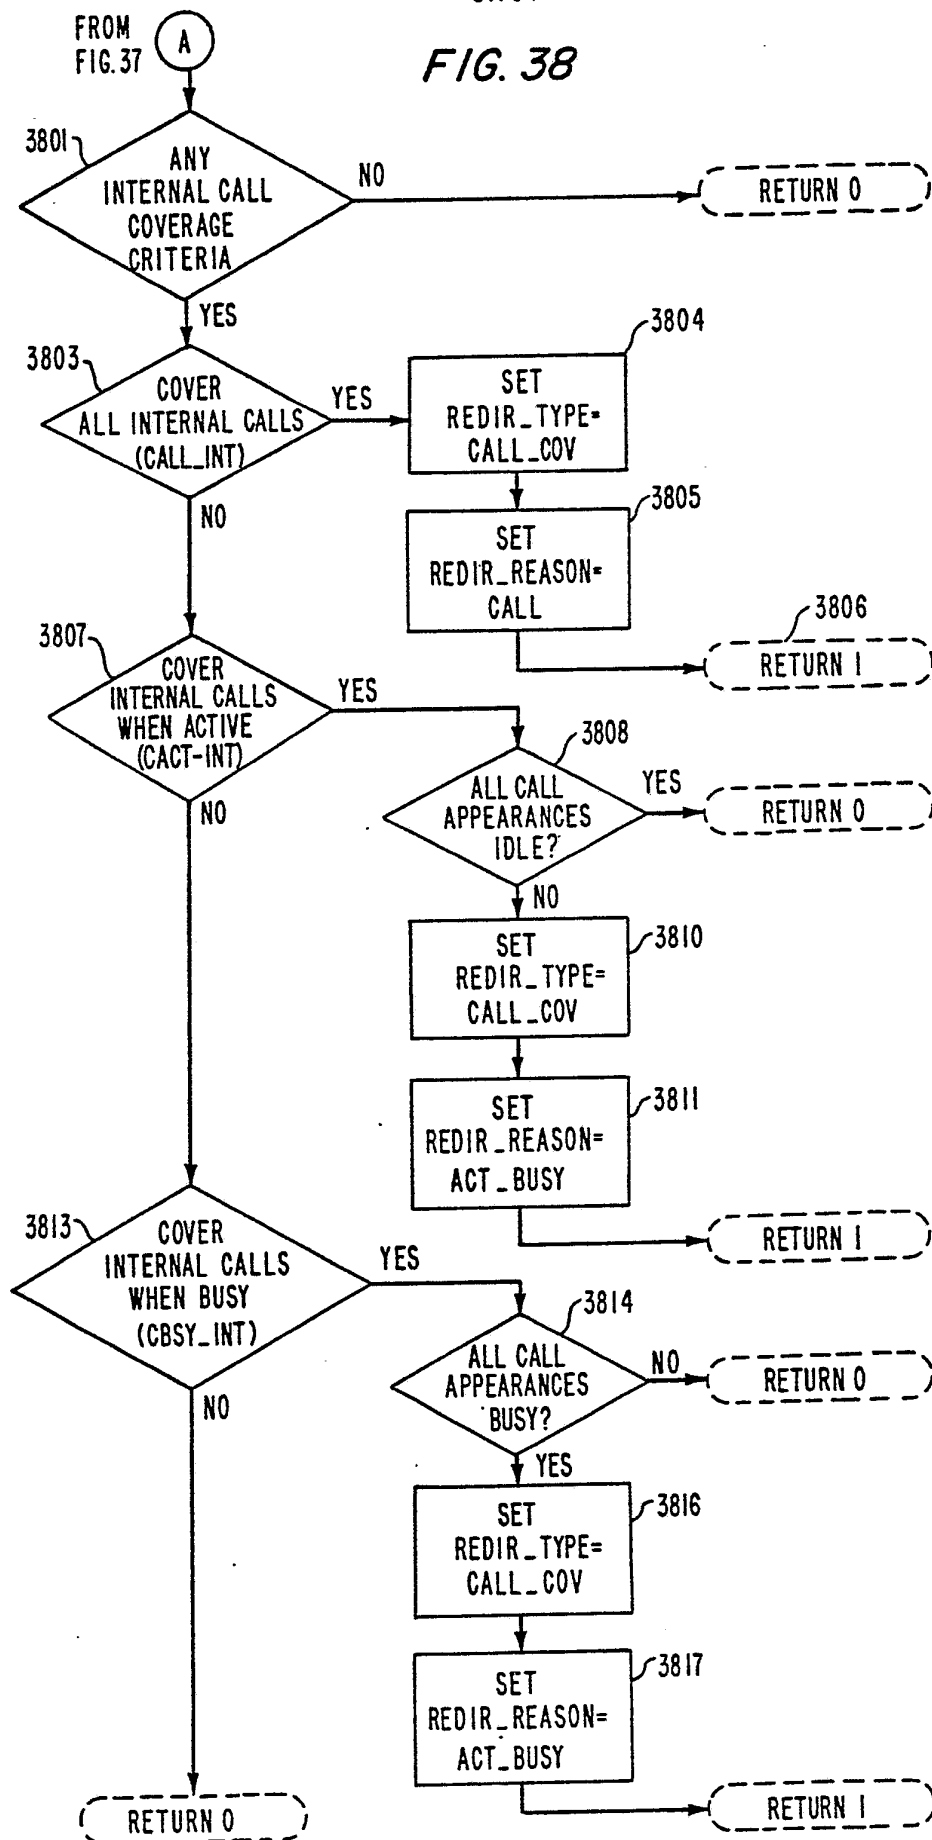 FROM
FIG. 37
A
FIG. 38
3801
ANY
INTERNAL CALL
COVERAGE
CRITERIA
NO
RETURN 0
YES
3803
COVER
ALL INTERNAL CALLS
(CALL_INT)
YES
3804
SET
REDIR_TYPE=
CALL_COV
NO
3805
SET
REDIR_REASON=
CALL
3806
RETURN 1
3807
COVER
INTERNAL CALLS
WHEN ACTIVE
(CACT-INT)
YES
3808
ALL CALL
APPEARANCES
IDLE?
YES
RETURN 0
NO
NO
3810
SET
REDIR_TYPE=
CALL_COV
3811
SET
REDIR_REASON=
ACT_BUSY
RETURN 1
3813
COVER
INTERNAL CALLS
WHEN BUSY
(CBSY_INT)
YES
3814
ALL CALL
APPEARANCES
BUSY?
NO
RETURN 0
NO
YES
3816
SET
REDIR_TYPE=
CALL_COV
3817
SET
REDIR_REASON=
ACT_BUSY
RETURN 1
RETURN 0